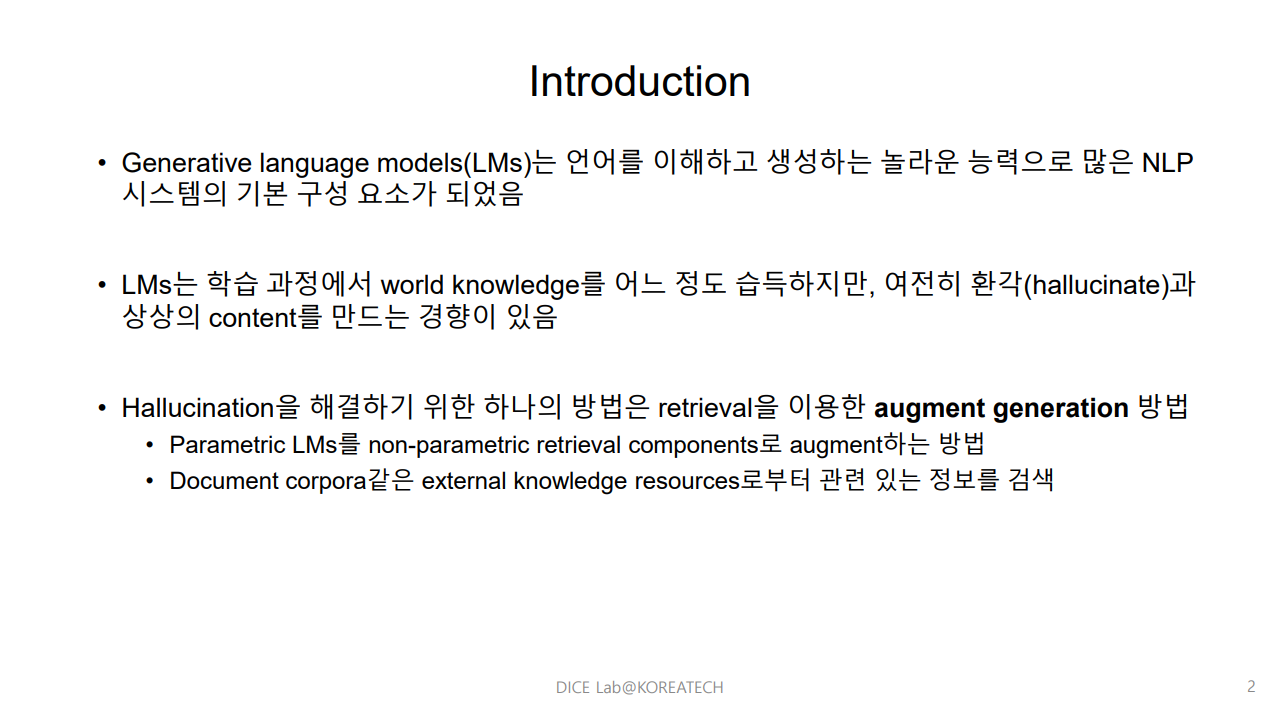 Introduction
• Generative language models(LMs)는 언어를 이해하고 생성하는 놀라운 능력으로 많은 NLP
시스템의 기본 구성 요소가 되었음
• LMs는 학습 과정에서 world knowledge를 어느 정도 습득하지만, 여전히 환각(hallucinate)과
상상의 content를 만드는 경향이 있음
• Hallucination을 해결하기 위한 하나의 방법은 retrieval을 이용한 augment generation 방법
• Parametric LMs를 non-parametric retrieval components로 augment하는 방법
• Document corpora같은 external knowledge resources로부터 관련 있는 정보를 검색
DICE Lab@KOREATECH
2